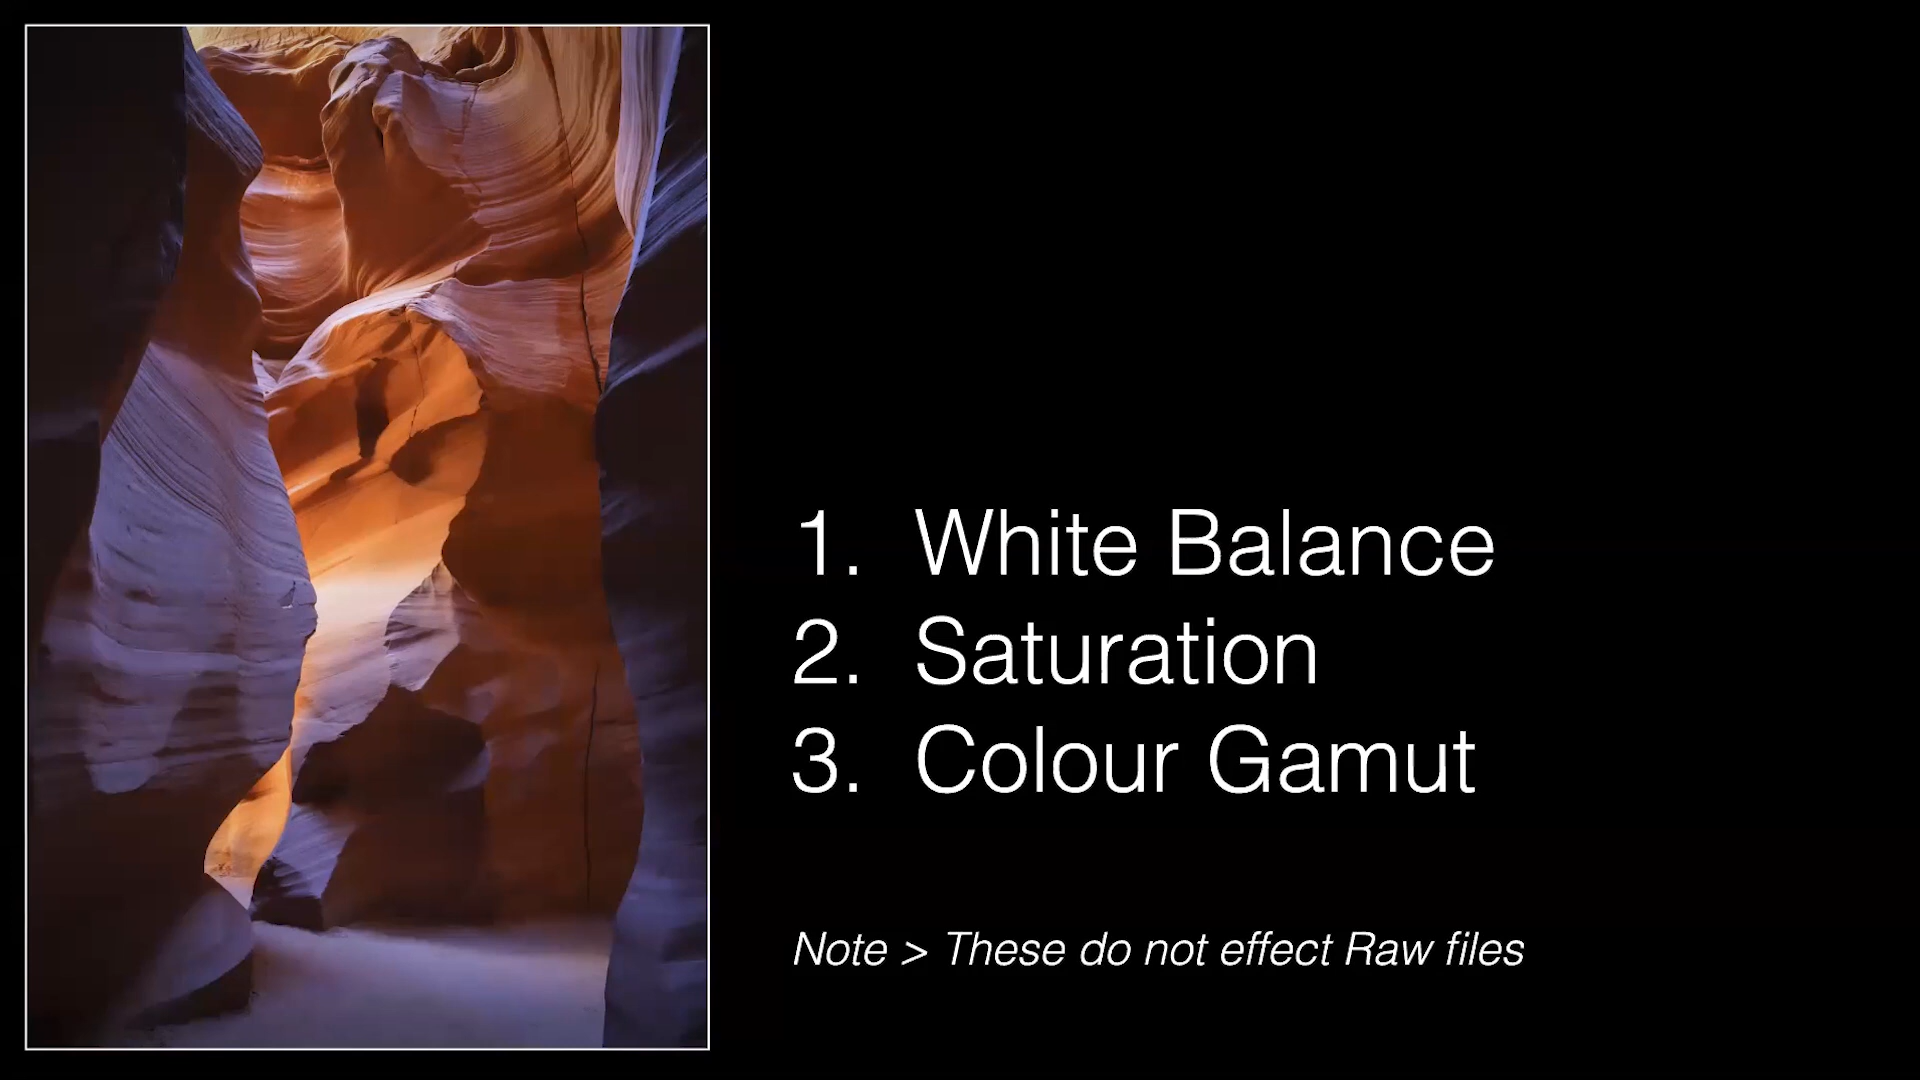 1. White Balance
2. Saturation
3. Colour Gamut
Note > These do not effect Raw files